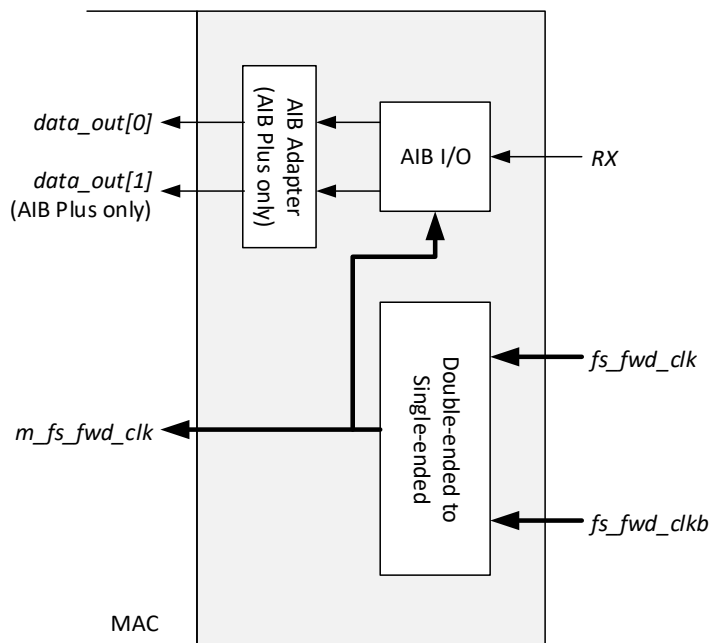 data_out[0]
data_out[1]
(AIB Plus only)
AIB Adapter
(AIB Plus only)
AIB I/O
RX
m_fs_fwd_clk
Double-ended to
Single-ended
fs_fwd_clk
fs_fwd_clkb
MAC